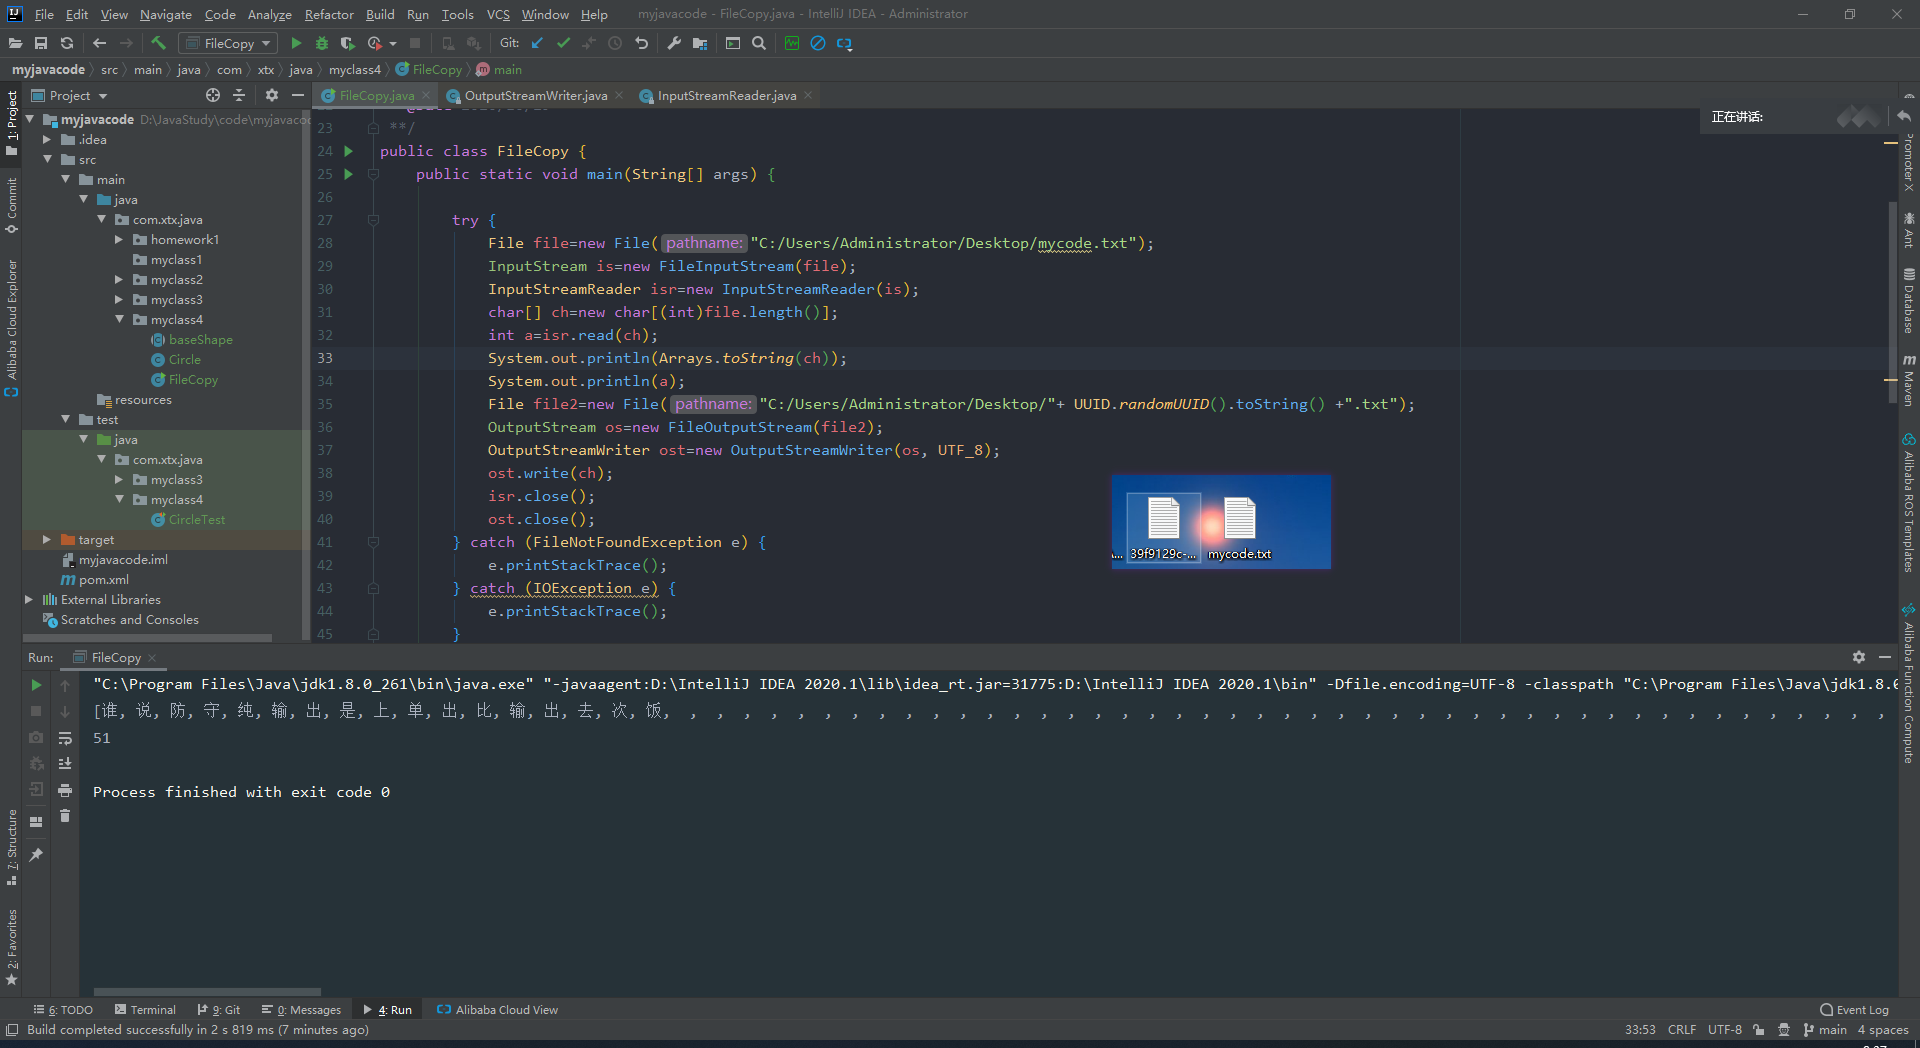 File Edit View Navigate Code Analyze Refactor Build Run Tools VCS Window Help myjavacode - FileCopy.java - IntelliJ IDEA - Administrator
FileCopy Git:
myjavacode src main java com xtx java myclass4 FileCopy main
Project FileCopy.java OutputStreamWriter.java InputStreamReader.java
正在讲话:
myjavacode D:\JavaStudy\code\myjavacod
.idea
src
main
java
com.xtx.java
homework1
myclass1
myclass2
myclass3
myclass4
baseShape
Circle
FileCopy
resources
test
java
com.xtx.java
myclass3
myclass4
CircleTest
target
myjavacode.iml
pom.xml
External Libraries
Scratches and Consoles
23 **/
24 public class FileCopy {
25 public static void main(String[] args) {
26
27 try {
28 File file=new File( pathname: "C:/Users/Administrator/Desktop/mycode.txt");
29 InputStream is=new FileInputStream(file);
30 InputStreamReader isr=new InputStreamReader(is);
31 char[] ch=new char[(int)file.length()];
32 int a=isr.read(ch);
33 System.out.println(Arrays.toString(ch));
34 System.out.println(a);
35 File file2=new File( pathname: "C:/Users/Administrator/Desktop/"+ UUID.randomUUID().toString() +".txt");
36 OutputStream os=new FileOutputStream(file2);
37 OutputStreamWriter ost=new OutputStreamWriter(os, UTF_8);
38 ost.write(ch);
39 isr.close();
40 ost.close();
41 } catch (FileNotFoundException e) {
42 e.printStackTrace();
43 } catch (IOException e) {
44 e.printStackTrace();
45 }
... 39f9129c-... mycode.txt
1: Project
Commit
Alibaba Cloud Explorer
7: Structure
2: Favorites
Promoter X
Ant
Database
Maven
Alibaba ROS Templates
Alibaba Function Compute
Run: FileCopy
"C:\Program Files\Java\jdk1.8.0_261\bin\java.exe" "-javaagent:D:\IntelliJ IDEA 2020.1\lib\idea_rt.jar=31775:D:\IntelliJ IDEA 2020.1\bin" -Dfile.encoding=UTF-8 -classpath "C:\Program Files\Java\jdk1.8.0
[谁, 说, 防, 守, 纯, 输, 出, 是, 上, 单, 出, 比, 输, 出, 去, 次, 饭, , , , , , , , , , , , , , , , , , , , , , , , , , , , , , , , , , , , , , , , , , , , , ,
51
Process finished with exit code 0
6: TODO Terminal 9: Git 0: Messages 4: Run Alibaba Cloud View Event Log
Build completed successfully in 2 s 819 ms (7 minutes ago) 33:53 CRLF UTF-8 main 4 spaces